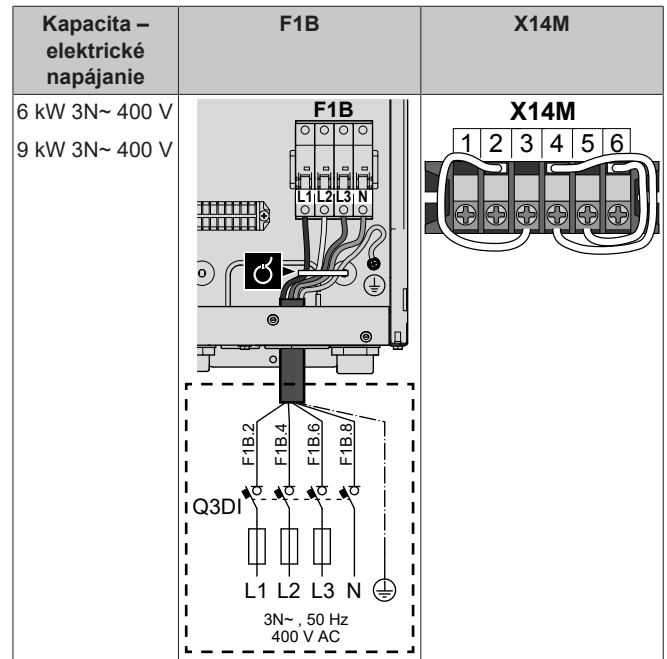 Kapacita –
elektrické
napájanie
F1B
X14M
6 kW 3N~ 400 V
9 kW 3N~ 400 V
F1B
L1 L2 L3 N
X14M
1 2 3 4 5 6
F1B.2 F1B.4 F1B.6 F1B.8
Q3DI
L1 L2 L3 N
3N~ , 50 Hz
400 V AC